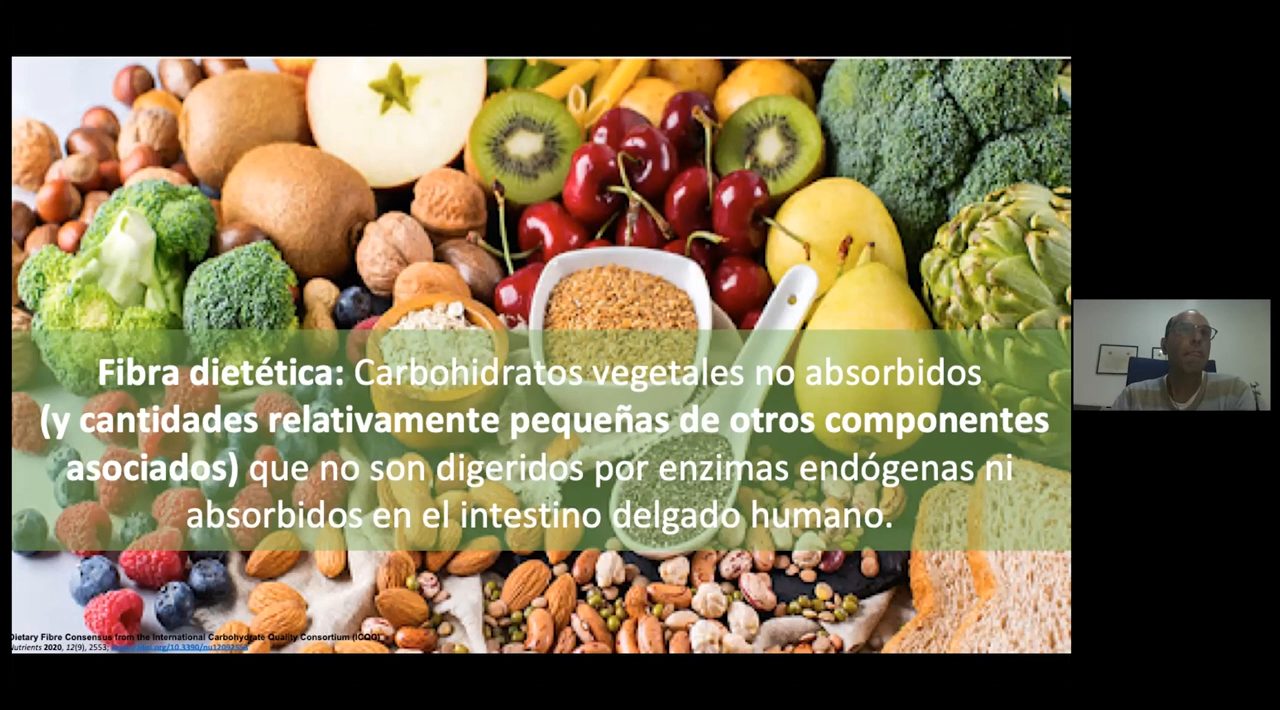 Fibra dietética: Carbohidratos vegetales no absorbidos
(y cantidades relativamente pequeñas de otros componentes
asociados) que no son digeridos por enzimas endógenas ni
absorbidos en el intestino delgado humano.
Dietary Fibre Consensus from the International Carbohydrate Quality Consortium (ICQC)
Nutrients 2020, 12(9), 2553;